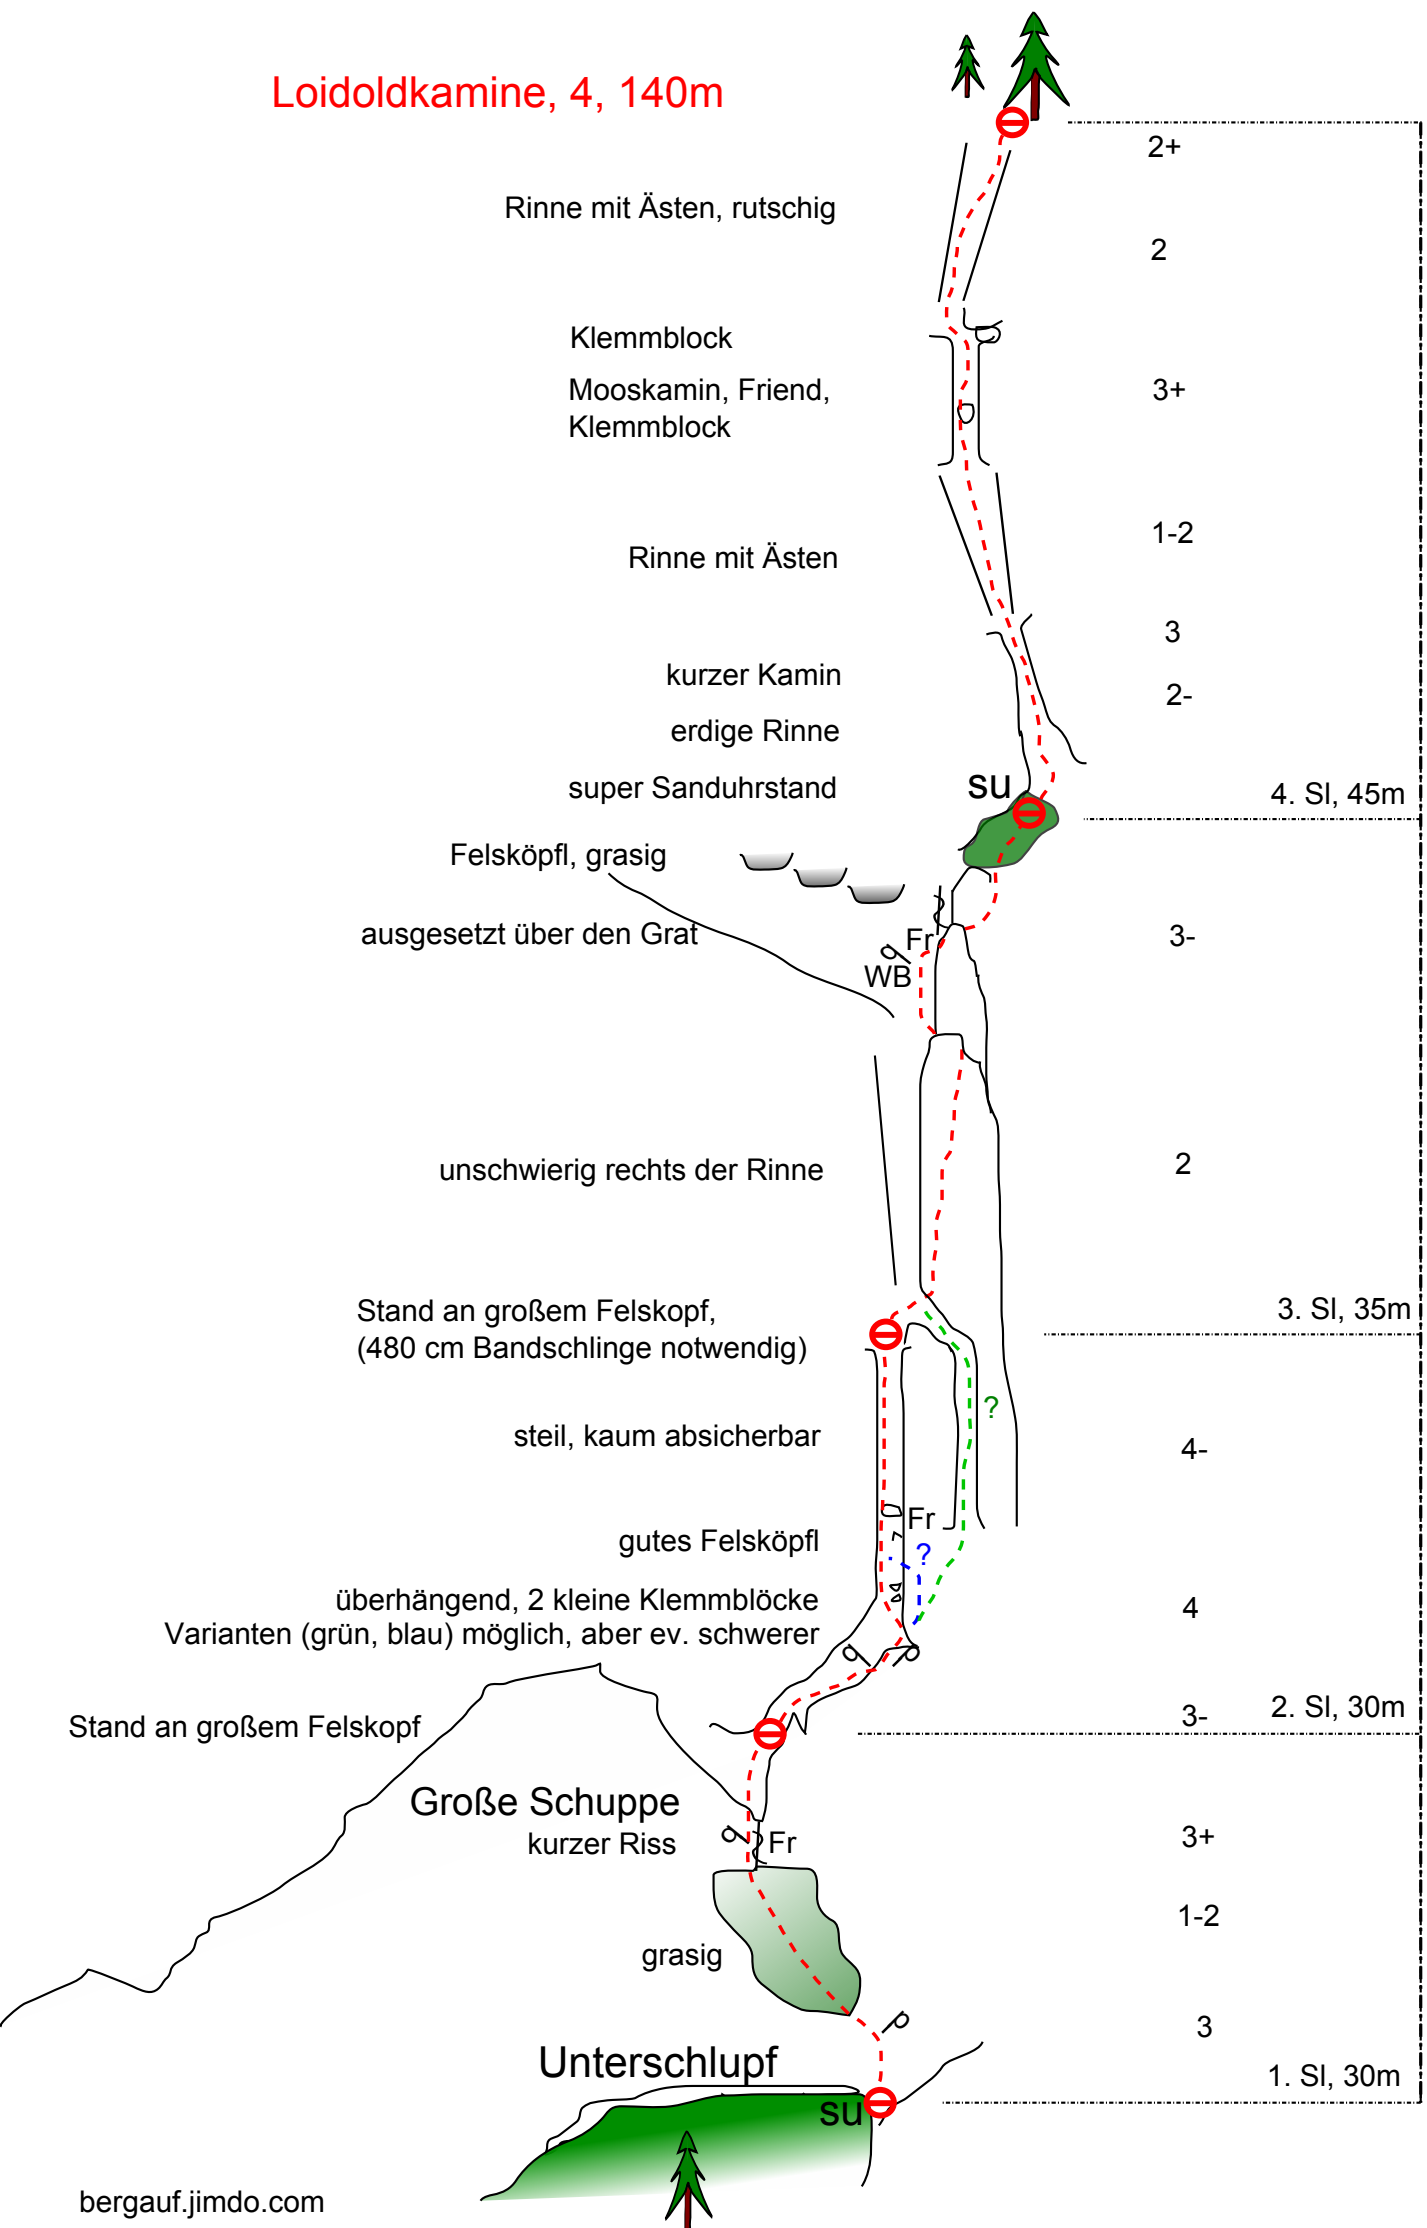 Loidoldkamine, 4, 140m
2+
Rinne mit Ästen, rutschig
2
Klemmblock
Mooskamin, Friend,
Klemmblock
3+
1-2
Rinne mit Ästen
3
kurzer Kamin
2-
erdige Rinne
super Sanduhrstand
su
4. Sl, 45m
Felsköpfl, grasig
ausgesetzt über den Grat
Fr
3-
WB
unschwierig rechts der Rinne
2
Stand an großem Felskopf,
(480 cm Bandschlinge notwendig)
3. Sl, 35m
?
steil, kaum absicherbar
4-
Fr
gutes Felsköpfl
?
überhängend, 2 kleine Klemmblöcke
Varianten (grün, blau) möglich, aber ev. schwerer
4
Stand an großem Felskopf
3-
2. Sl, 30m
Große Schuppe
kurzer Riss
Fr
3+
1-2
grasig
3
Unterschlupf
1. Sl, 30m
su
bergauf.jimdo.com